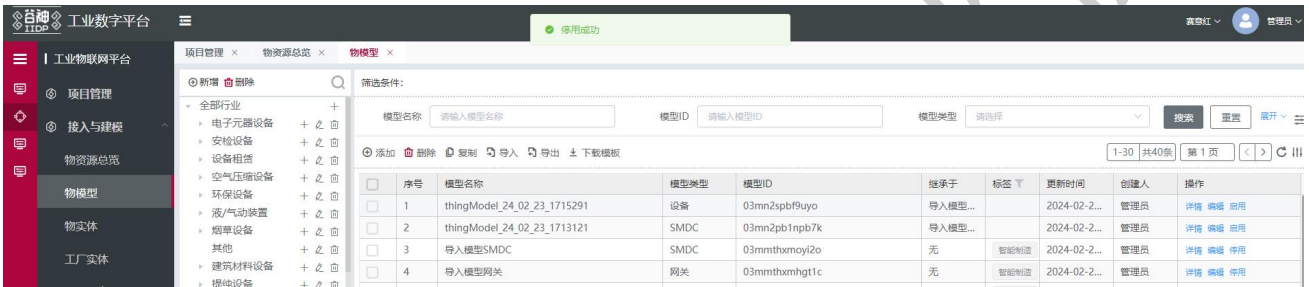 谷神 IIDP 工业数字平台
停用成功
袁意红
管理员
工业物联网平台
项目管理
接入与建模
物资源总览
物模型
物实体
工厂实体
项目管理 × 物资源总览 × 物模型 ×
新增 删除
全部行业
电子元器设备
安检设备
设备租赁
空气压缩设备
环保设备
液/气动装置
烟草设备
其他
建筑材料设备
提纯设备
筛选条件:
模型名称 请输入模型名称 模型ID 请输入模型ID 模型类型 请选择 搜索 重置 展开
添加 删除 复制 导入 导出 下载模板 1-30 共40条 第1页
序号 模型名称 模型类型 模型ID 继承于 标签 更新时间 创建人 操作
1 thingModel_24_02_23_1715291 设备 03mn2spbf9uyo 导入模型... 2024-02-2... 管理员 详情 编辑 启用
2 thingModel_24_02_23_1713121 SMDC 03mn2pb1npb7k 导入模型... 2024-02-2... 管理员 详情 编辑 启用
3 导入模型SMDC SMDC 03mmthxmoyi2o 无 智能制造 2024-02-2... 管理员 详情 编辑 停用
4 导入模型网关 网关 03mmthxmhgt1c 无 智能制造 2024-02-2... 管理员 详情 编辑 停用